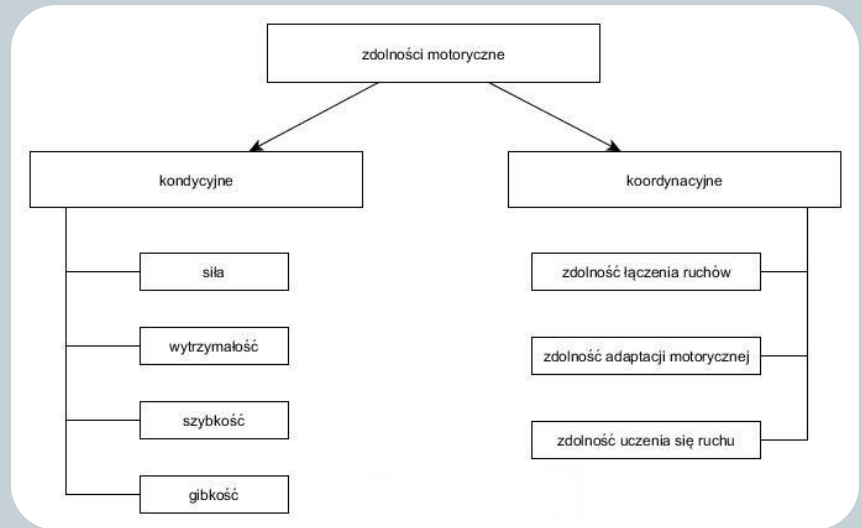 zdolności motoryczne
kondycyjne
koordynacyjne
siła
wytrzymałość
szybkość
gibkość
zdolność łączenia ruchów
zdolność adaptacji motorycznej
zdolność uczenia się ruchu